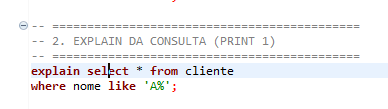 -- ========================================
-- 2. EXPLAIN DA CONSULTA (PRINT 1)
-- ========================================
explain select * from cliente
where nome like 'A%';